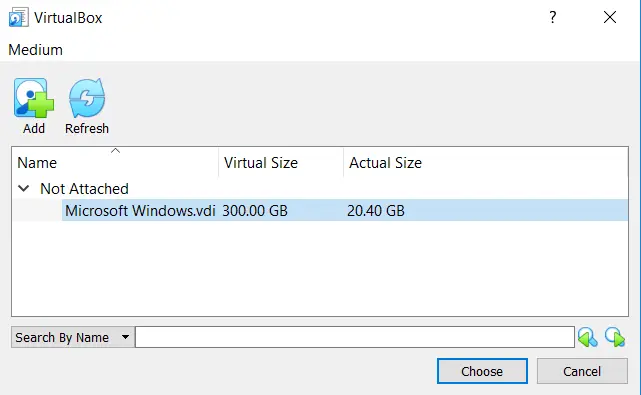 VirtualBox
?
Medium
Add Refresh
Name Virtual Size Actual Size
Not Attached
Microsoft Windows.vdi 300.00 GB 20.40 GB
Search By Name
Choose Cancel